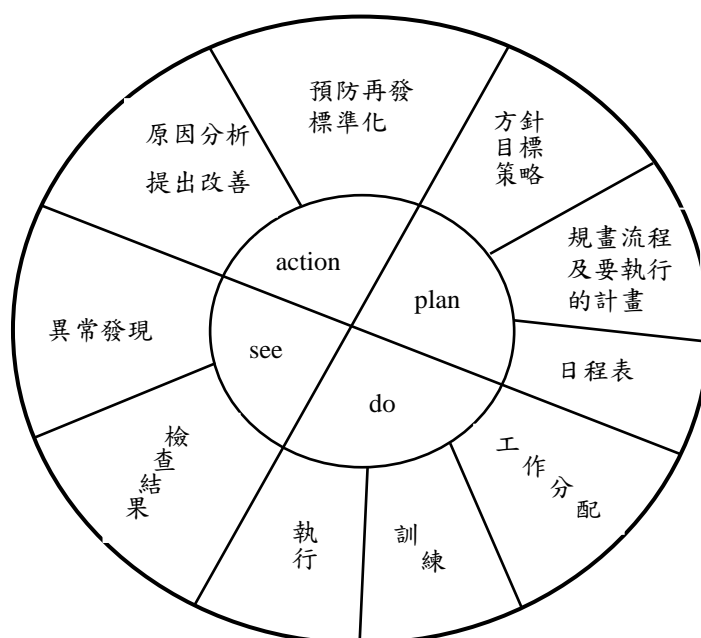 預防再發
標準化
原因分析
提出改善
方針
目標
策略
規畫流程
及要執行
的計畫
action
plan
異常發現
see
日程表
do
檢查結果
工作分配
執行
訓練